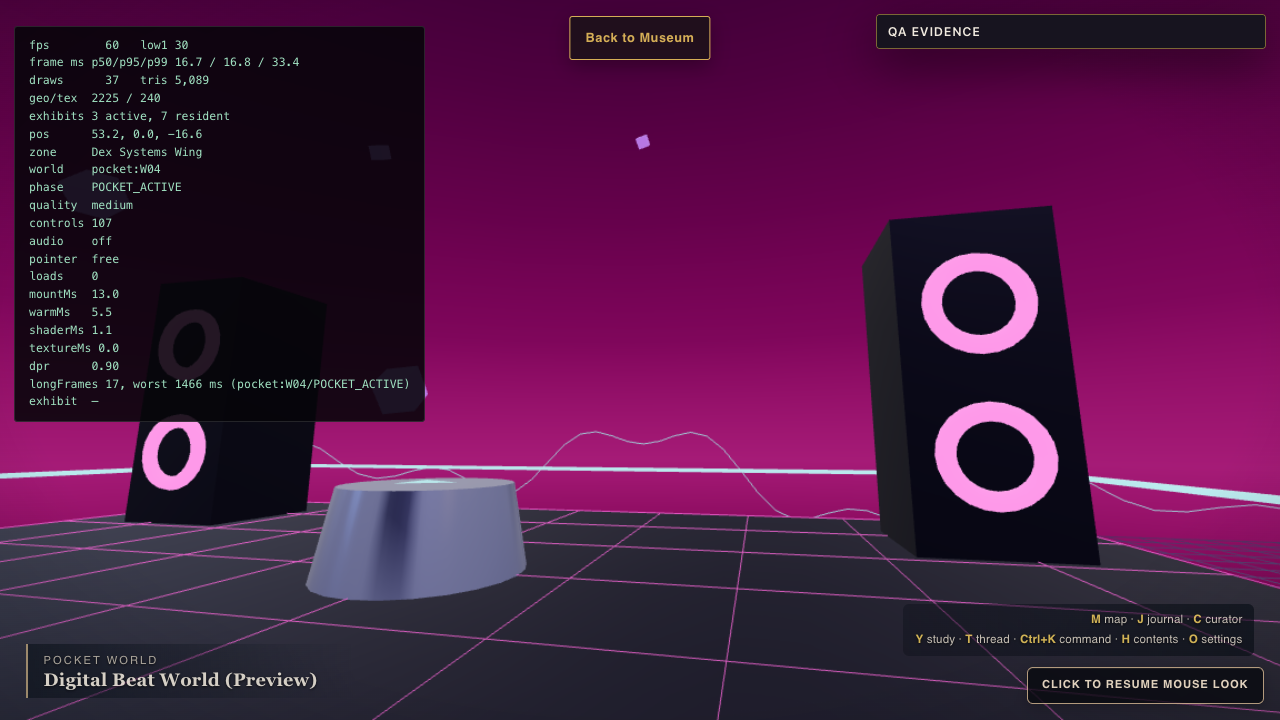 fps 60 low1 30
frame ms p50/p95/p99 16.7 / 16.8 / 33.4
draws 37 tris 5,089
geo/tex 2225 / 240
exhibits 3 active, 7 resident
pos 53.2, 0.0, −16.6
zone Dex Systems Wing
world pocket:W04
phase POCKET_ACTIVE
quality medium
controls 107
audio off
pointer free
loads 0
mountMs 13.0
warmMs 5.5
shaderMs 1.1
textureMs 0.0
dpr 0.90
longFrames 17, worst 1466 ms (pocket:W04/POCKET_ACTIVE)
exhibit —
Back to Museum
QA EVIDENCE
M map · J journal · C curator
Y study · T thread · Ctrl+K command · H contents · O settings
CLICK TO RESUME MOUSE LOOK
POCKET WORLD
Digital Beat World (Preview)